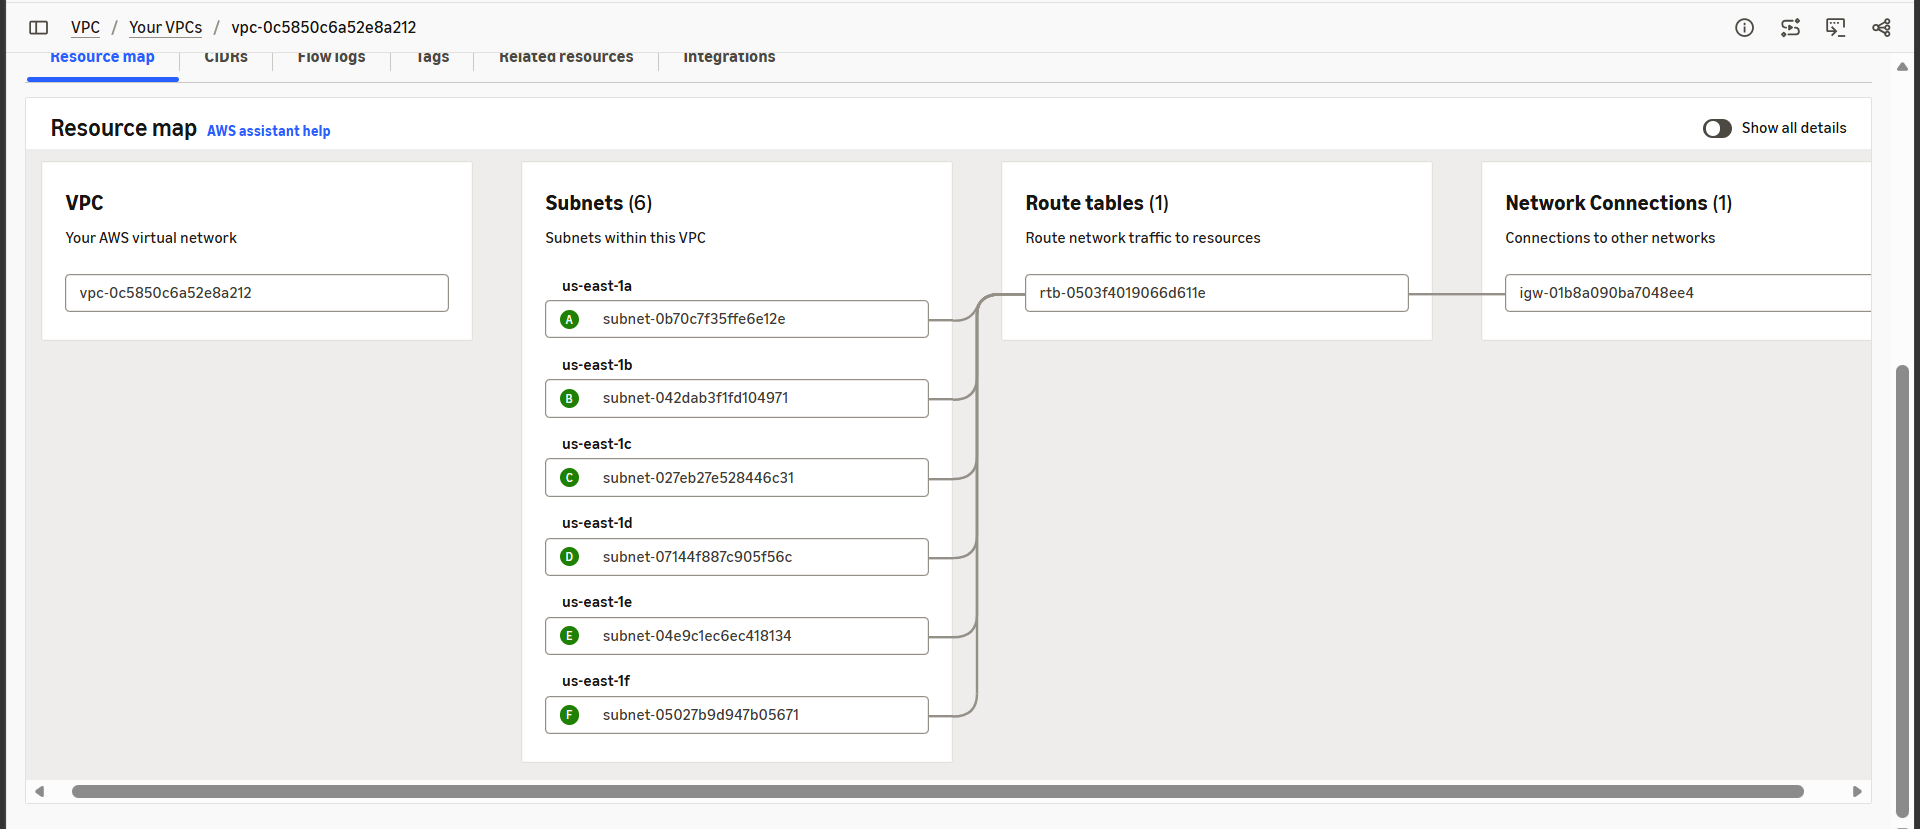 VPC / Your VPCs / vpc-0c5850c6a52e8a212
Resource map CIDRs Flow logs Tags Related resources Integrations
Resource map AWS assistant help
Show all details
VPC
Your AWS virtual network
vpc-0c5850c6a52e8a212
Subnets (6)
Subnets within this VPC
us-east-1a
A subnet-0b70c7f35ffe6e12e
us-east-1b
B subnet-042dab3f1fd104971
us-east-1c
C subnet-027eb27e528446c31
us-east-1d
D subnet-07144f887c905f56c
us-east-1e
E subnet-04e9c1ec6ec418134
us-east-1f
F subnet-05027b9d947b05671
Route tables (1)
Route network traffic to resources
rtb-0503f4019066d611e
Network Connections (1)
Connections to other networks
igw-01b8a090ba7048ee4